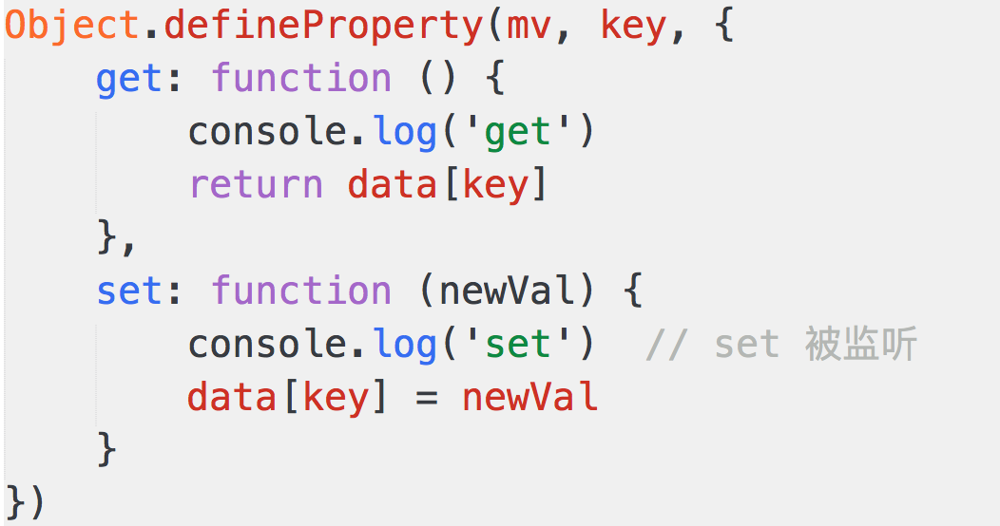 Object.defineProperty(mv, key, {
    get: function () {
        console.log('get')
        return data[key]
    },
    set: function (newVal) {
        console.log('set')  // set 被监听
        data[key] = newVal
    }
})